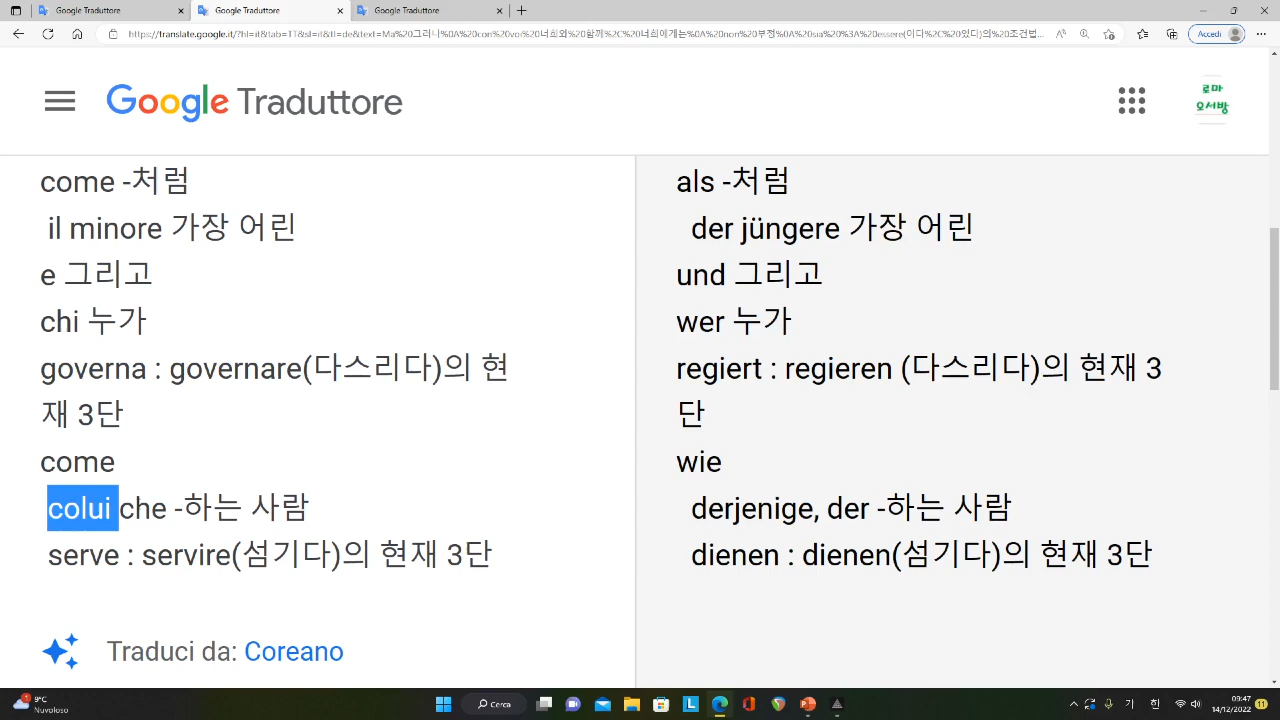 Google Traduttore
Google Traduttore
Google Traduttore
https://translate.google.it/?hl=it&tab=TT&sl=it&tl=de&text=Ma%20그러나%0A%20con%20vo%20너희와%20함께%2C%20너희에게는%0A%20non%20부정%0A%20sia%20%3A%20essere(이다%2C%20있다)의%20조건법...
Accedi
Google Traduttore
로마
오서방
come -처럼
il minore 가장 어린
e 그리고
chi 누가
governa : governare(다스리다)의 현
재 3단
come
colui che -하는 사람
serve : servire(섬기다)의 현재 3단
als -처럼
der jüngere 가장 어린
und 그리고
wer 누가
regiert : regieren (다스리다)의 현재 3
단
wie
derjenige, der -하는 사람
dienen : dienen(섬기다)의 현재 3단
Traduci da: Coreano
9°C
Nuvoloso
Cerca
가
한
09:47
14/12/2022
11